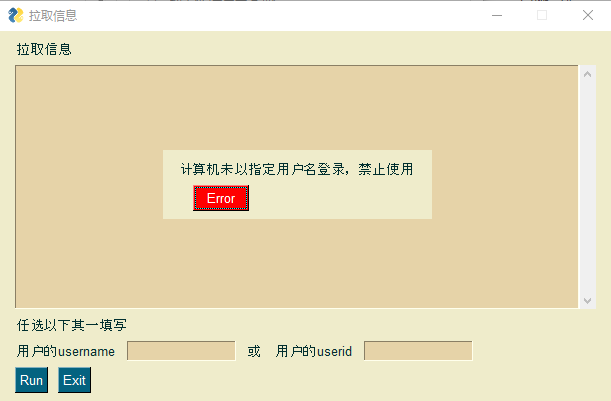 拉取信息
拉取信息
计算机未以指定用户名登录，禁止使用
Error
任选以下其一填写
用户的username 或 用户的userid
Run Exit